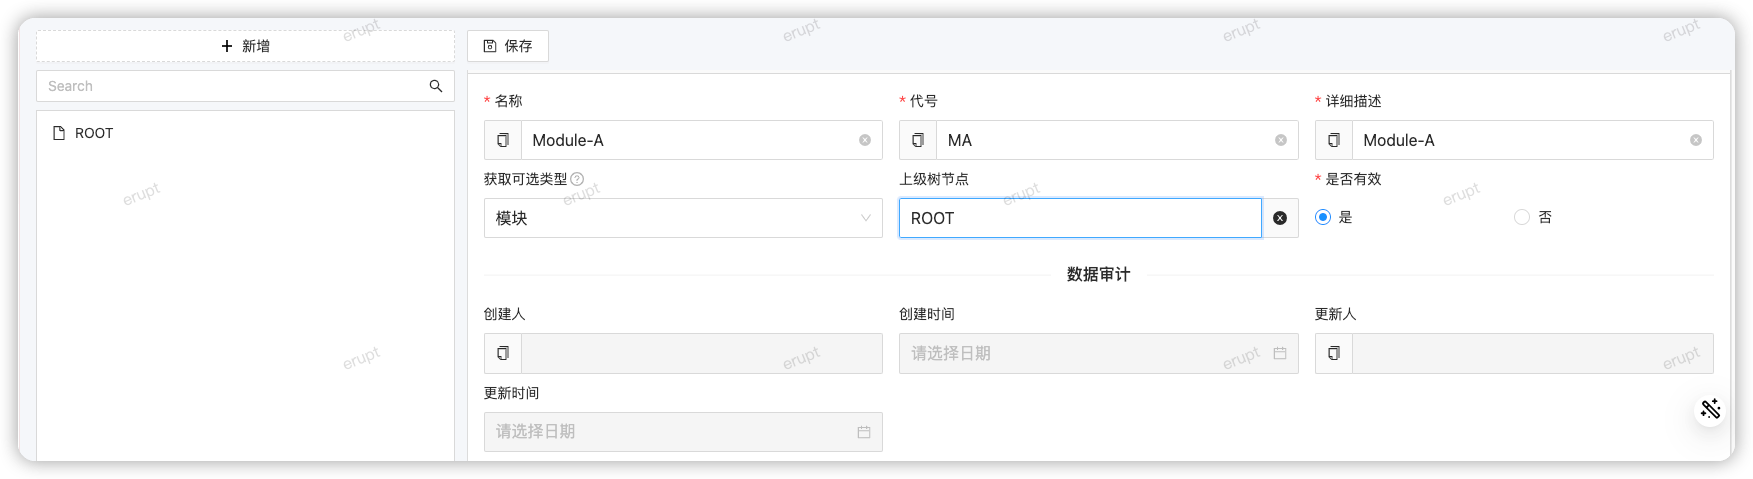 新增
保存
Search
ROOT
* 名称
* 代号
* 详细描述
Module-A
MA
Module-A
获取可选类型
上级树节点
* 是否有效
模块
ROOT
是
否
数据审计
创建人
创建时间
更新人
请选择日期
更新时间
请选择日期
erupt
erupt
erupt
erupt
erupt
erupt
erupt
erupt
erupt
erupt
erupt
erupt